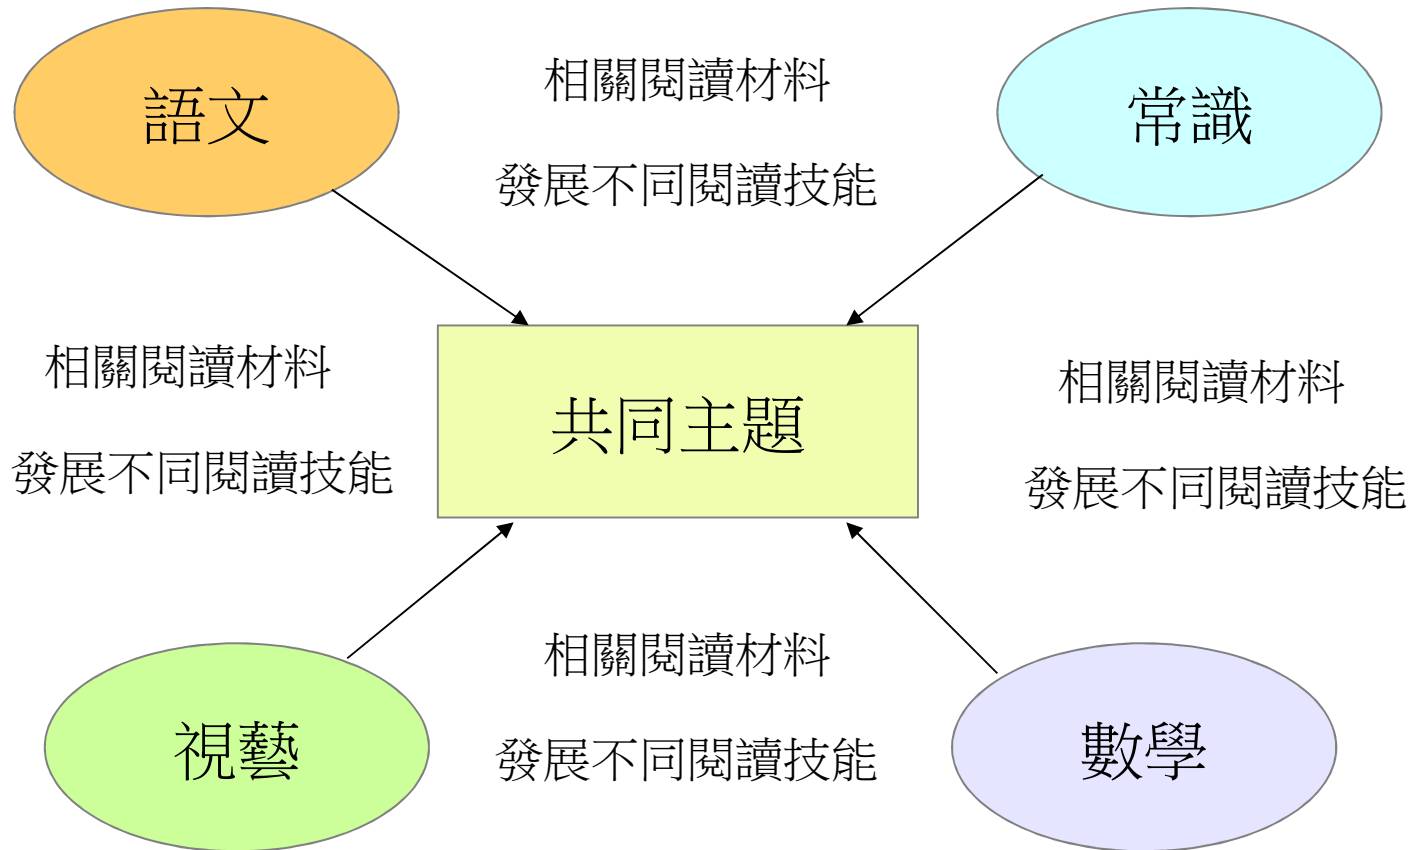 語文
相關閱讀材料
發展不同閱讀技能
常識
相關閱讀材料
發展不同閱讀技能
共同主題
相關閱讀材料
發展不同閱讀技能
視藝
相關閱讀材料
發展不同閱讀技能
數學